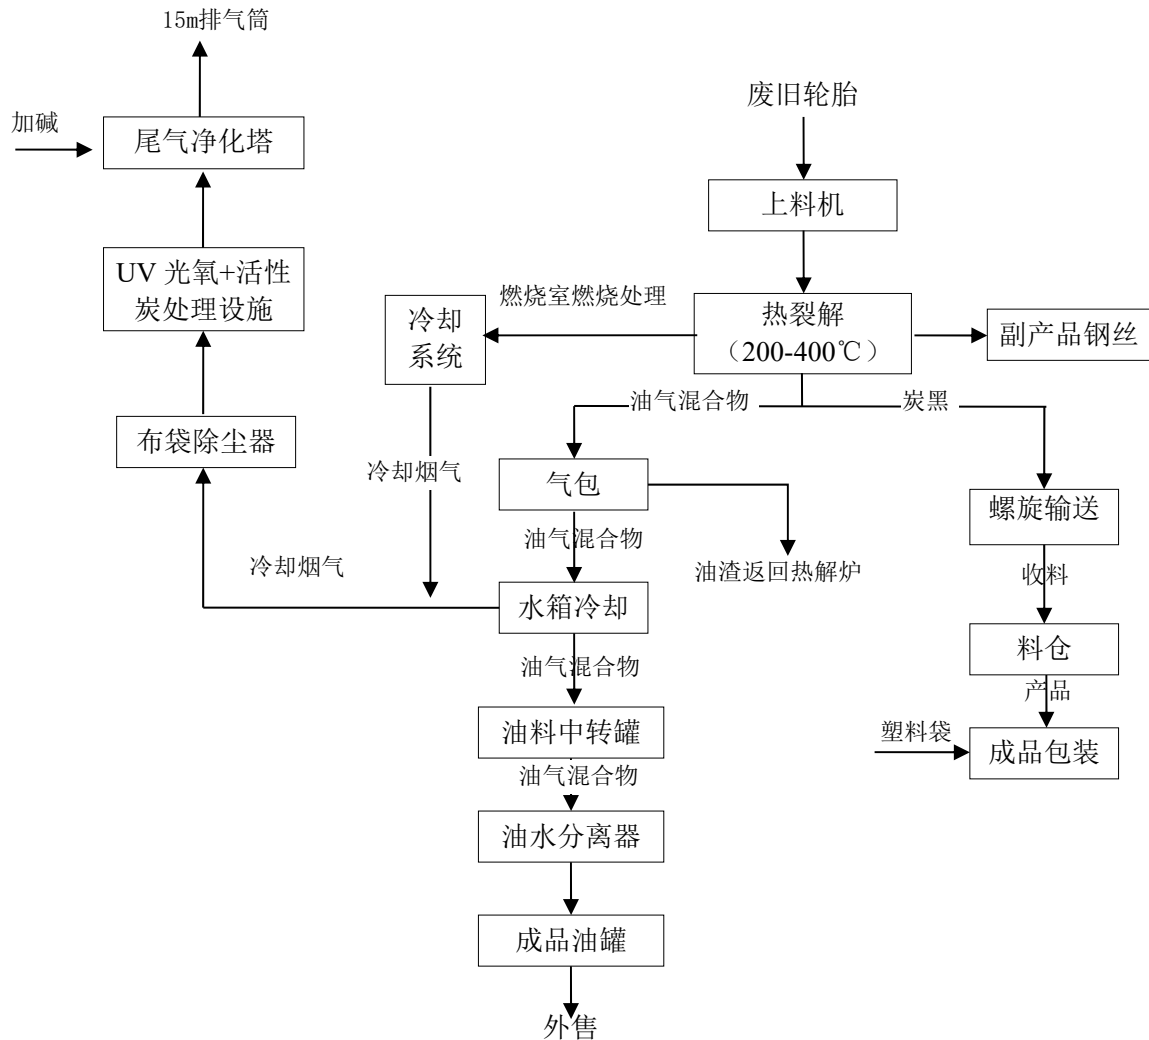 15m排气筒
废旧轮胎
加碱
尾气净化塔
上料机
UV 光氧+活性
炭处理设施
燃烧室燃烧处理
冷却
系统
热裂解
（200-400℃）
副产品钢丝
油气混合物
炭黑
布袋除尘器
冷却烟气
气包
螺旋输送
油气混合物
冷却烟气
油渣返回热解炉
收料
水箱冷却
料仓
油气混合物
产品
油料中转罐
塑料袋
成品包装
油气混合物
油水分离器
成品油罐
外售